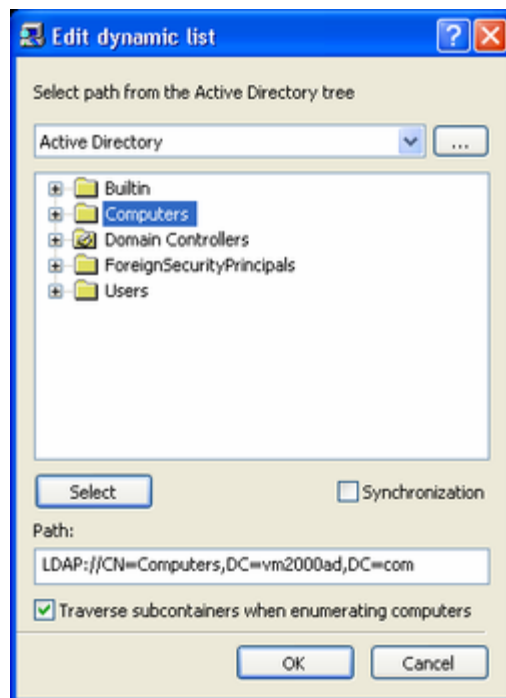 Edit dynamic list
Select path from the Active Directory tree
Active Directory
...
Builtin
Computers
Domain Controllers
ForeignSecurityPrincipals
Users
Select
Synchronization
Path:
LDAP://CN=Computers,DC=vm2000ad,DC=com
Traverse subcontainers when enumerating computers
OK
Cancel